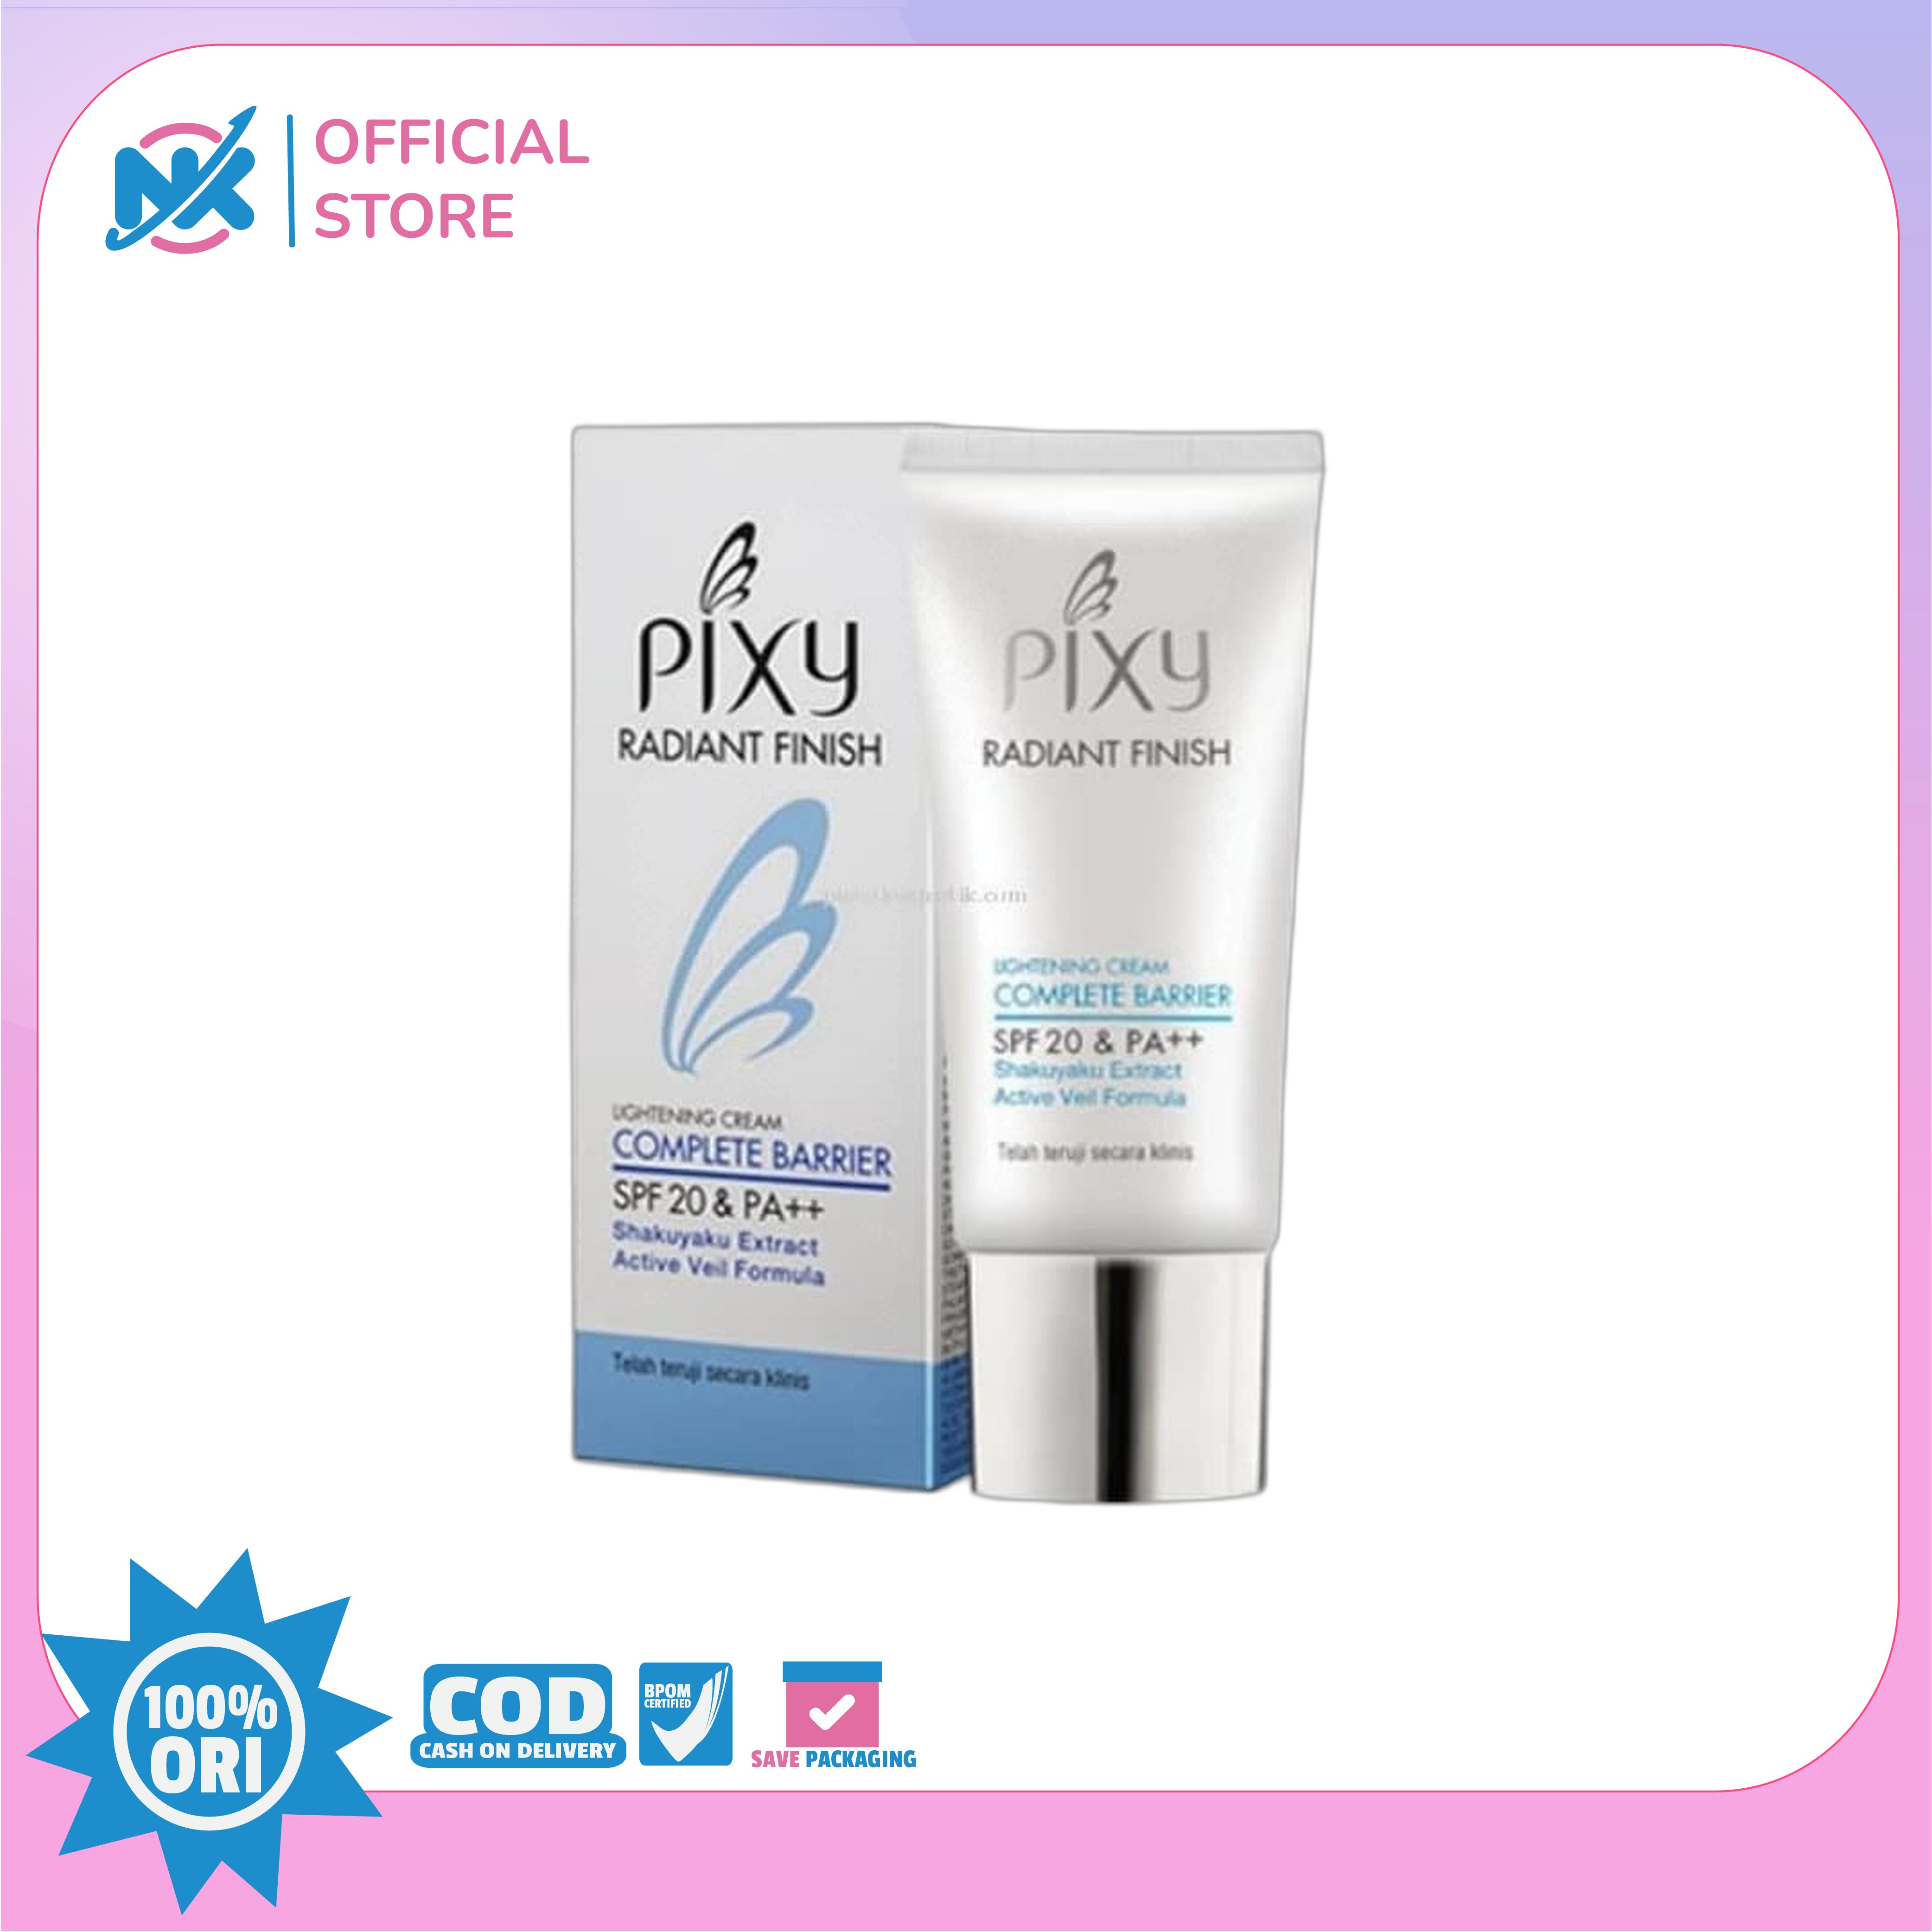 NK
OFFICIAL
STORE
PIXY
RADIANT FINISH
LIGHTENING CREAM
COMPLETE BARRIER
SPF 20 & PA++
Shakuyaku Extract
Active Veil Formula
Telah teruji secara klinis
PIXY
RADIANT FINISH
LIGHTENING CREAM
COMPLETE BARRIER
SPF 20 & PA++
Shakuyaku Extract
Active Veil Formula
Telah teruji secara klinis
100%
ORI
COD
CASH ON DELIVERY
BPOM
CERTIFIED
SAVE PACKAGING